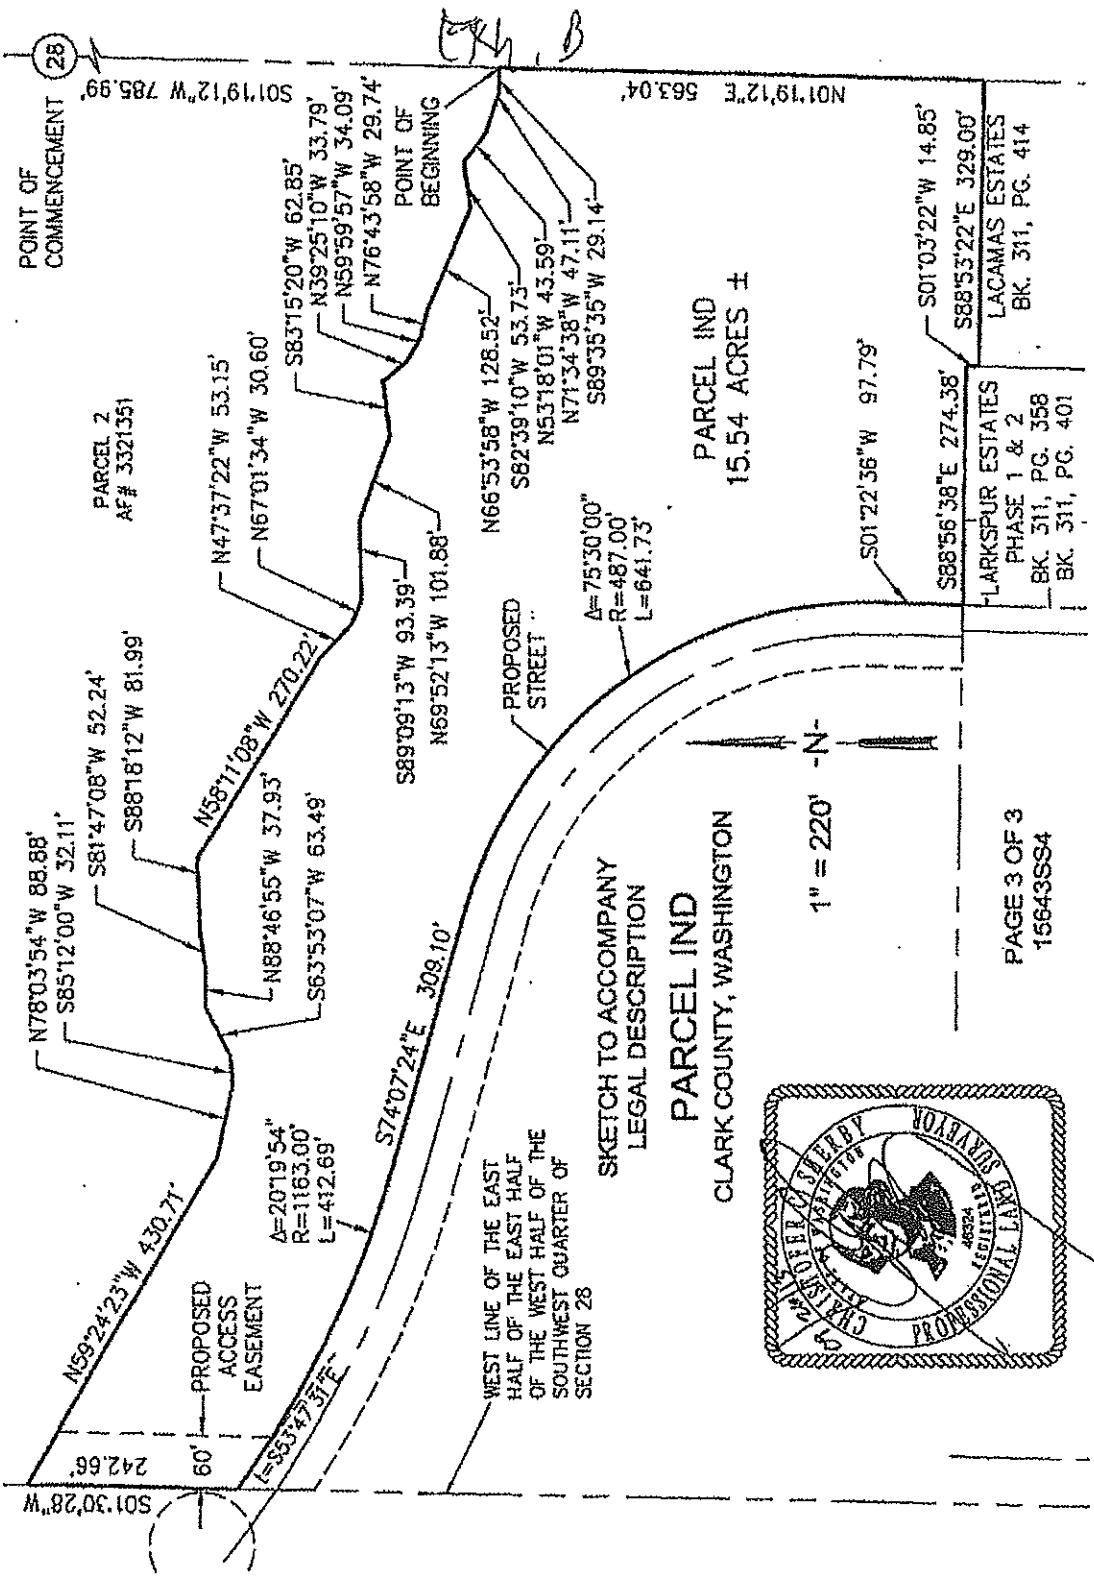 Exh. B
POINT OF
COMMENCEMENT
28
S01°19'12"W 785.99'
POINT OF
BEGINNING
N01°19'12"E 563.04'
PARCEL 2
AF# 3321351
N78°03'54"W 88.88'
S85°12'00"W 32.11'
S81°47'08"W 52.24'
S88°18'12"W 81.99'
N47°37'22"W 53.15'
N67°01'34"W 30.60'
S83°15'20"W 62.85'
N39°25'10"W 33.79'
N59°59'57"W 34.09'
N76°43'58"W 29.74'
N59°24'23"W 430.71'
N58°11'08"W 270.22'
N88°46'55"W 37.93'
S63°53'07"W 63.49'
S89°09'13"W 93.39'
N69°52'13"W 101.88'
N66°53'58"W 128.52'
S82°39'10"W 53.73'
N53°18'01"W 43.59'
N71°34'38"W 47.11'
S89°35'35"W 29.14'
S01°30'28"W
242.66'
60'
PROPOSED
ACCESS
EASEMENT
Δ=20°19'54"
R=1163.00'
L=412.69'
L=S53°47'31"E
S74°07'24"E 309.10'
PROPOSED
STREET
Δ=75°30'00"
R=487.00'
L=641.73'
PARCEL IND
15.54 ACRES ±
S01°22'36"W 97.79'
S01°03'22"W 14.85'
S88°56'38"E 274.38'
S88°53'22"E 329.00'
LARKSPUR ESTATES
PHASE 1 & 2
BK. 311, PG. 358
BK. 311, PG. 401
LACAMAS ESTATES
BK. 311, PG. 414
WEST LINE OF THE EAST
HALF OF THE EAST HALF
OF THE WEST HALF OF THE
SOUTHWEST QUARTER OF
SECTION 28
SKETCH TO ACCOMPANY
LEGAL DESCRIPTION
PARCEL IND
CLARK COUNTY, WASHINGTON
1" = 220'
-N-
PAGE 3 OF 3
15643SS4
WASHINGTON
46324
REGISTERED
PROFESSIONAL LAND SURVEYOR